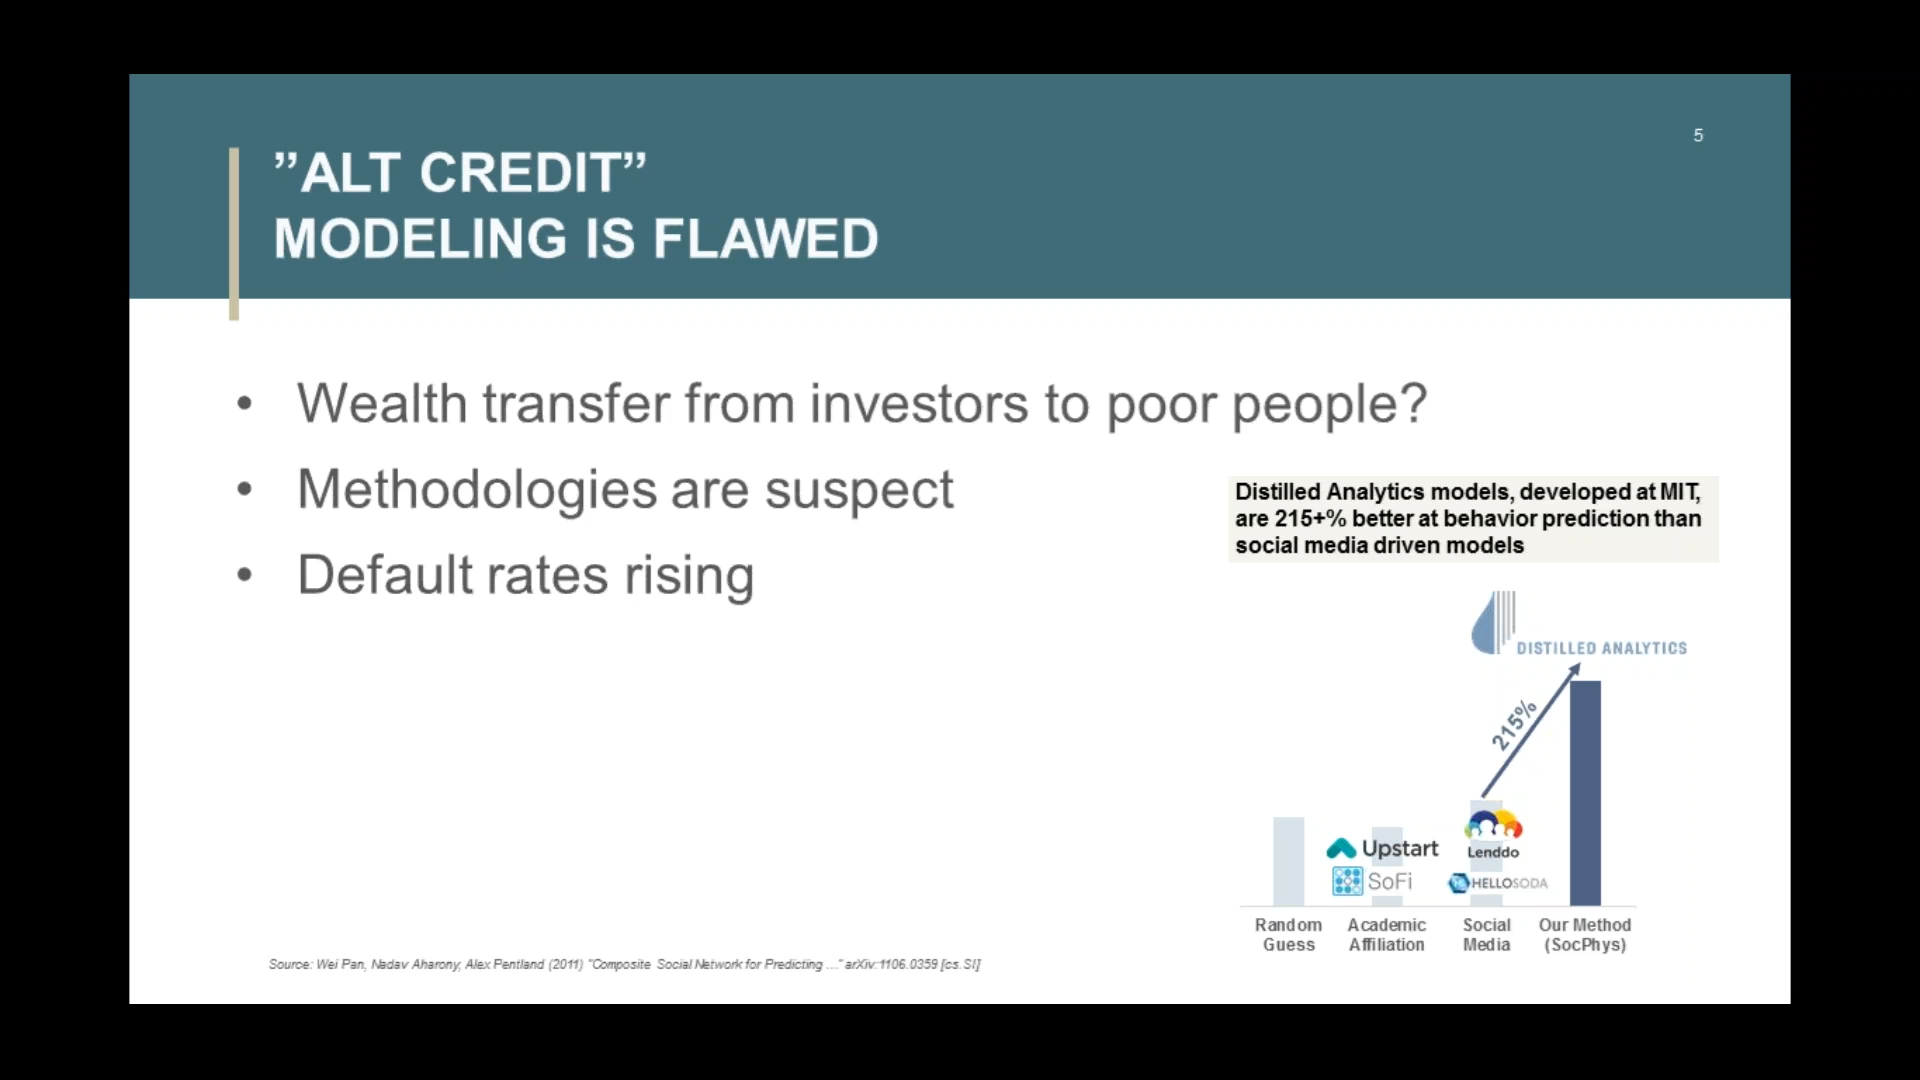 5
”ALT CREDIT”
MODELING IS FLAWED
• Wealth transfer from investors to poor people?
• Methodologies are suspect
• Default rates rising
Distilled Analytics models, developed at MIT,
are 215+% better at behavior prediction than
social media driven models
DISTILLED ANALYTICS
215%
Upstart
SoFi
Lenddo
HELLOSODA
Random
Guess
Academic
Affiliation
Social
Media
Our Method
(SocPhys)
Source: Wei Pan, Nadav Aharony, Alex Pentland (2011) "Composite Social Network for Predicting ..." arXiv:1106.0359 [cs.SI]